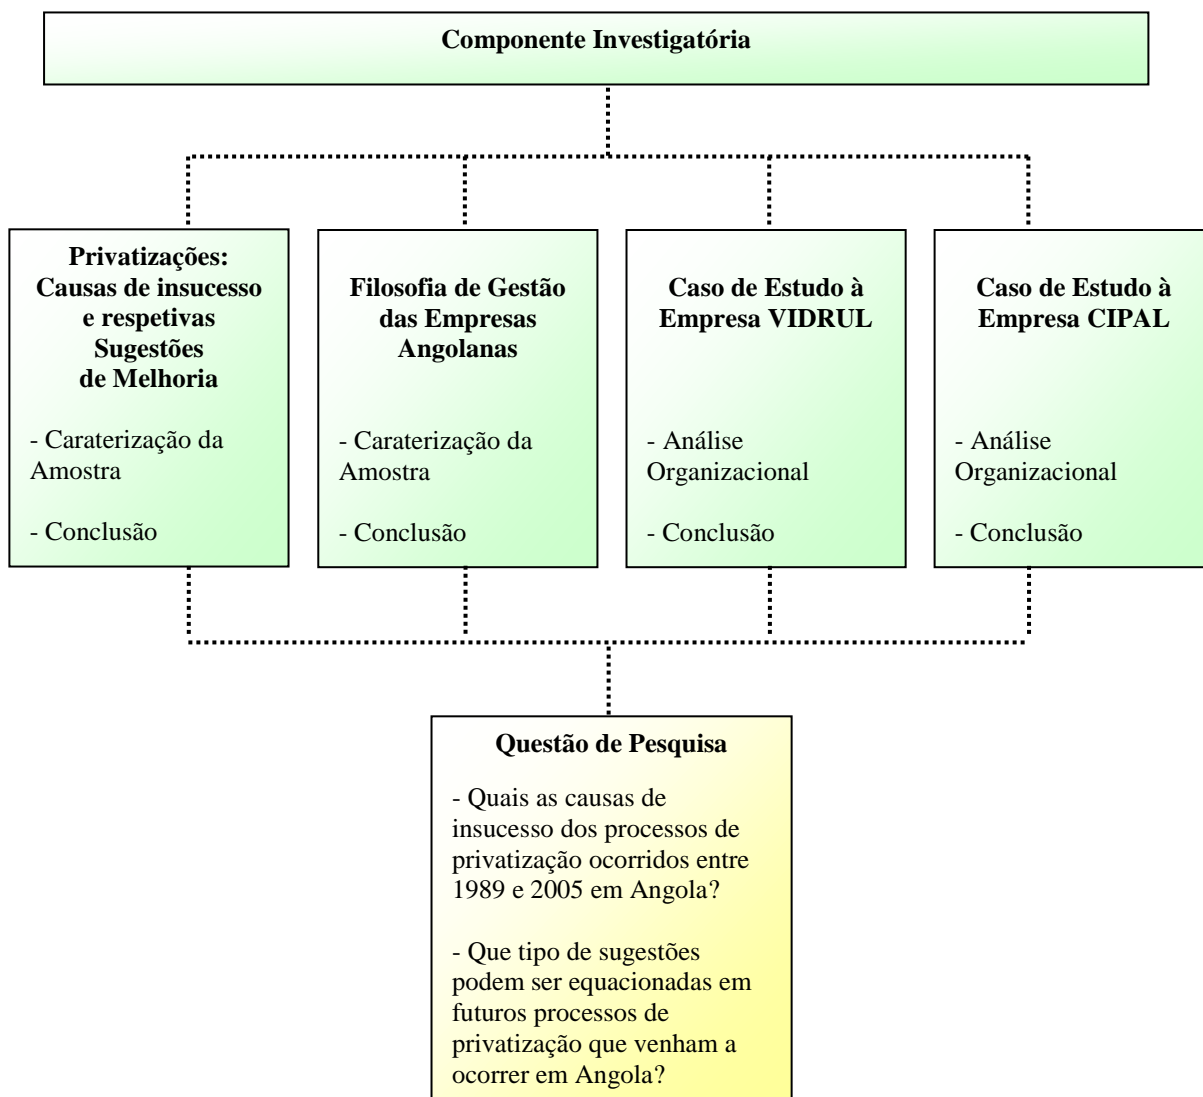 Componente Investigatória
Privatizações:
Causas de insucesso
e respetivas
Sugestões
de Melhoria
- Caraterização da
Amostra
- Conclusão
Filosofia de Gestão
das Empresas
Angolanas
- Caraterização da
Amostra
- Conclusão
Caso de Estudo à
Empresa VIDRUL
- Análise
Organizacional
- Conclusão
Caso de Estudo à
Empresa CIPAL
- Análise
Organizacional
- Conclusão
Questão de Pesquisa
- Quais as causas de
insucesso dos processos de
privatização ocorridos entre
1989 e 2005 em Angola?
- Que tipo de sugestões
podem ser equacionadas em
futuros processos de
privatização que venham a
ocorrer em Angola?